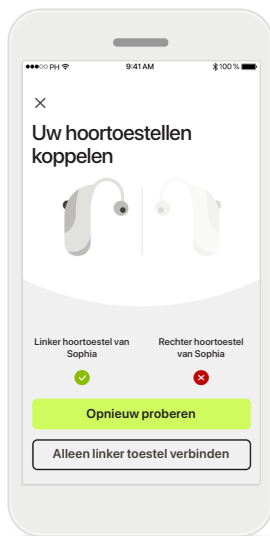 PH 9:41 AM 100 %
Uw hoortoestellen
koppelen
Linker hoortoestel van
Sophia
Rechter hoortoestel
van Sophia
Opnieuw proberen
Alleen linker toestel verbinden